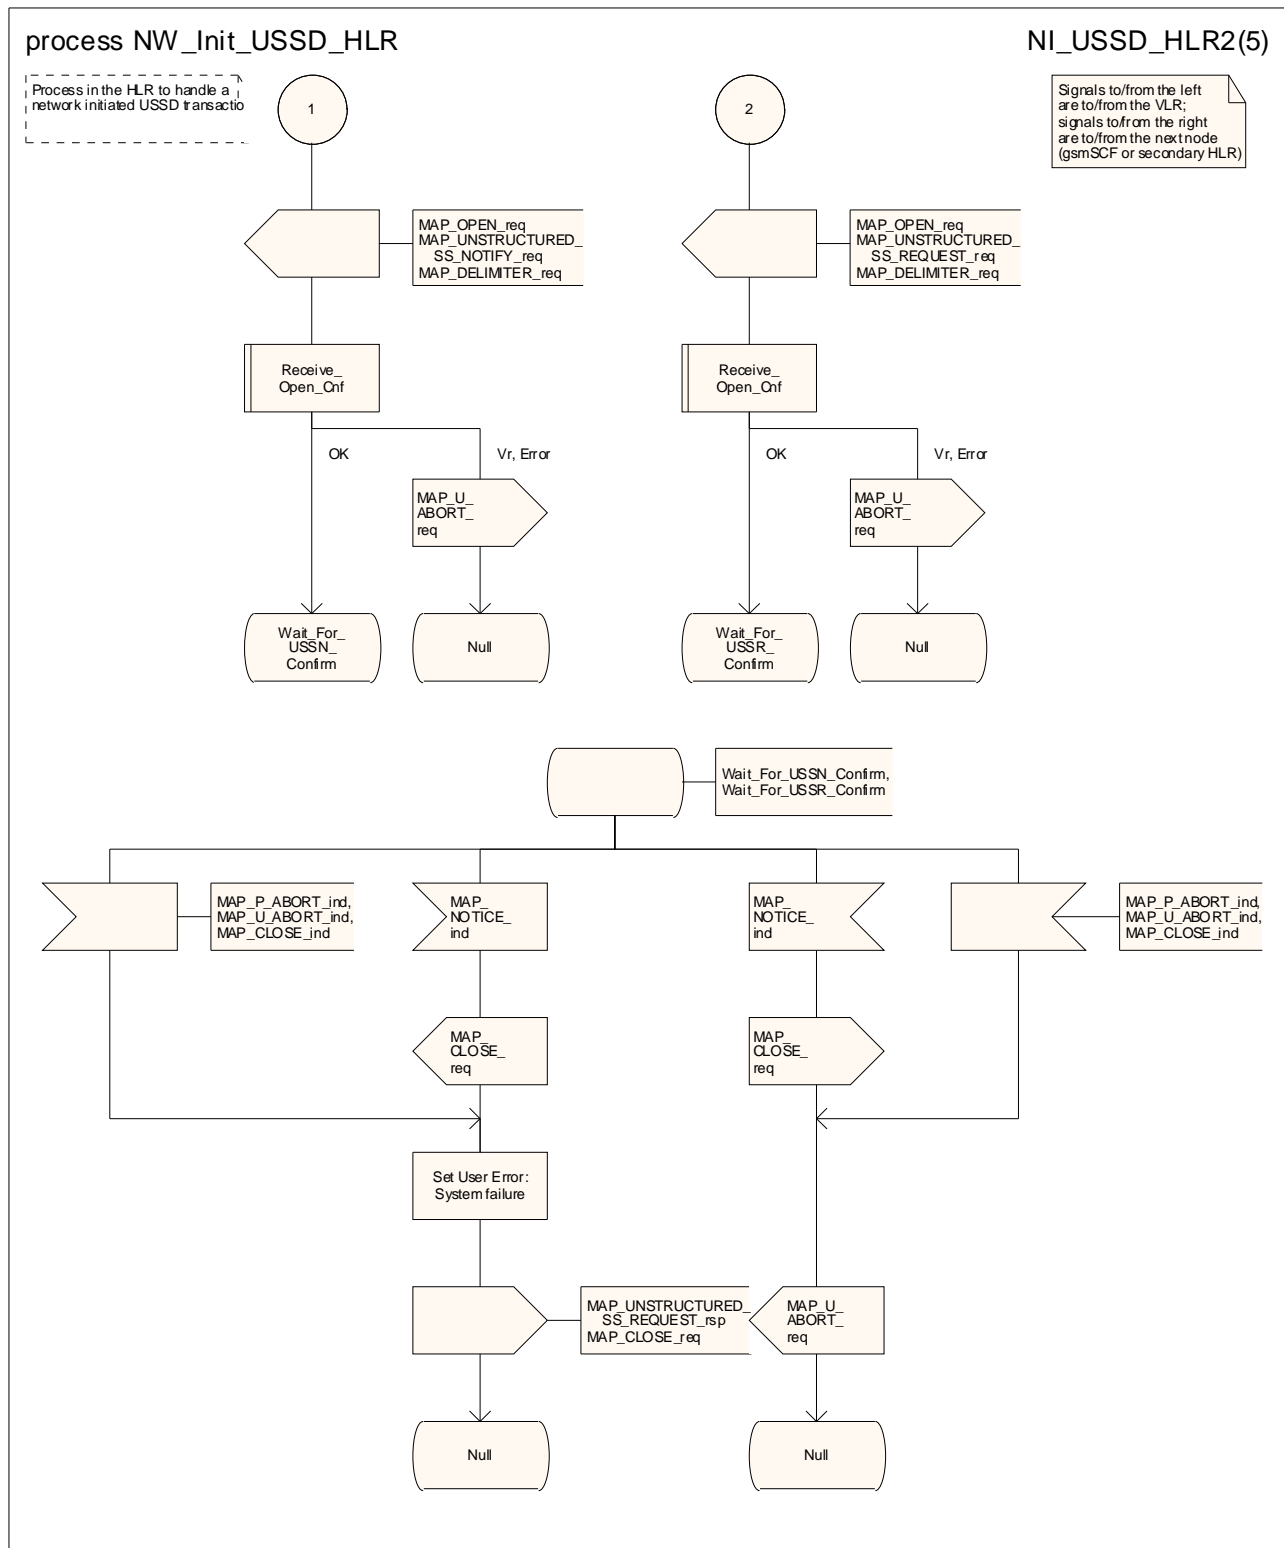 process NW_Init_USSD_HLR
NI_USSD_HLR2(5)
Process in the HLR to handle a
network initiated USSD transactio
Signals to/from the left
are to/from the VLR;
signals to/from the right
are to/from the next node
(gsmSCF or secondary HLR)
1
2
MAP_OPEN_req
MAP_UNSTRUCTURED_
SS_NOTIFY_req
MAP_DELIMITER_req
MAP_OPEN_req
MAP_UNSTRUCTURED_
SS_REQUEST_req
MAP_DELIMITER_req
Receive_
Open_Cnf
Receive_
Open_Cnf
OK
Vr, Error
OK
Vr, Error
MAP_U_
ABORT_
req
MAP_U_
ABORT_
req
Wait_For_
USSN_
Confirm
Null
Wait_For_
USSR_
Confirm
Null
Wait_For_USSN_Confirm,
Wait_For_USSR_Confirm
MAP_P_ABORT_ind,
MAP_U_ABORT_ind,
MAP_CLOSE_ind
MAP_
NOTICE_
ind
MAP_
NOTICE_
ind
MAP_P_ABORT_ind,
MAP_U_ABORT_ind,
MAP_CLOSE_ind
MAP_
CLOSE_
req
MAP_
CLOSE_
req
Set User Error:
System failure
MAP_UNSTRUCTURED_
SS_REQUEST_rsp
MAP_CLOSE_req
MAP_U_
ABORT_
req
Null
Null